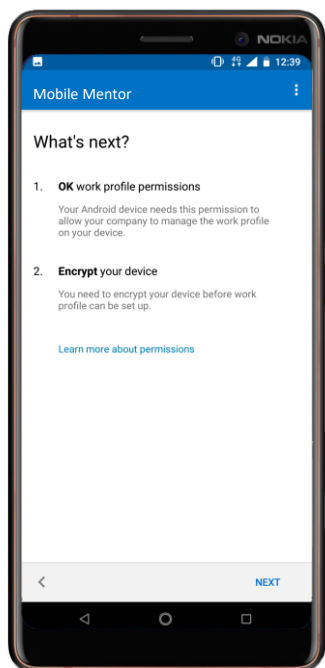 NOKIA
4G 12:39
Mobile Mentor
What's next?
1. OK work profile permissions
Your Android device needs this permission to
allow your company to manage the work profile
on your device.
2. Encrypt your device
You need to encrypt your device before work
profile can be set up.
Learn more about permissions
NEXT